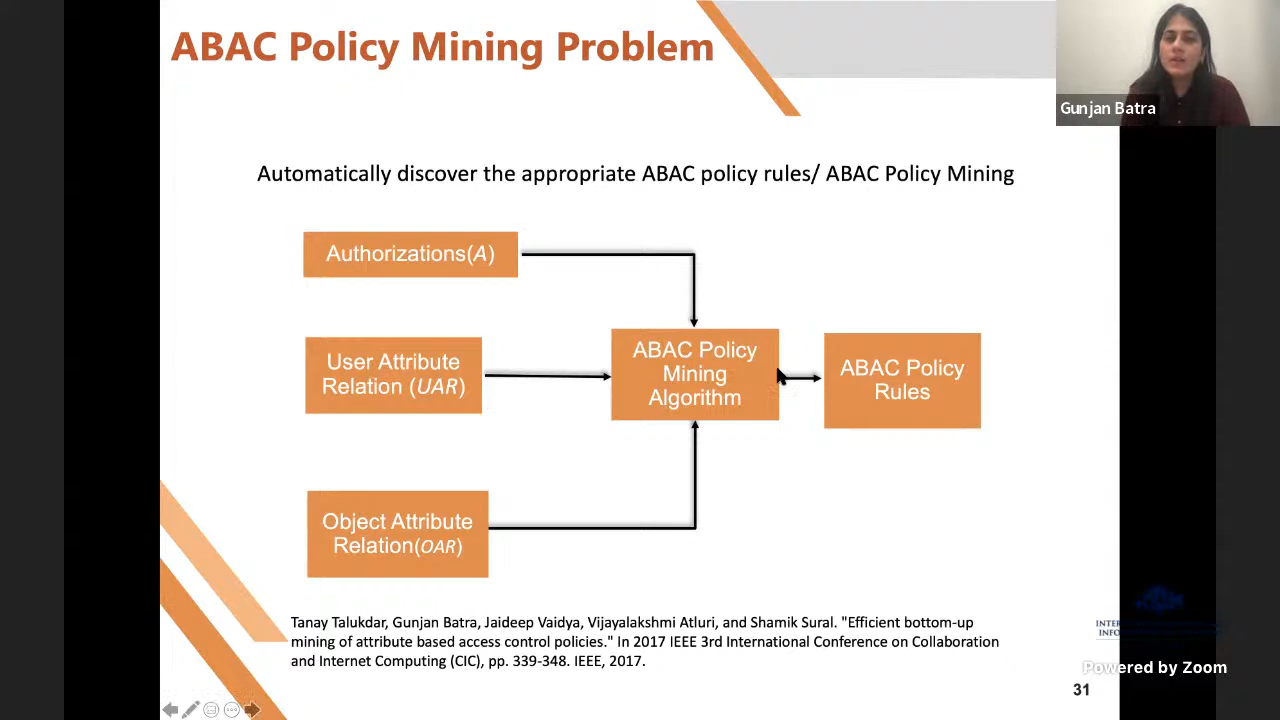 ABAC Policy Mining Problem
Gunjan Batra
Automatically discover the appropriate ABAC policy rules/ ABAC Policy Mining
Authorizations(A)
User Attribute
Relation (UAR)
ABAC Policy
Mining
Algorithm
ABAC Policy
Rules
Object Attribute
Relation(OAR)
Tanay Talukdar, Gunjan Batra, Jaideep Vaidya, Vijayalakshmi Atluri, and Shamik Sural. "Efficient bottom-up
mining of attribute based access control policies." In 2017 IEEE 3rd International Conference on Collaboration
and Internet Computing (CIC), pp. 339-348. IEEE, 2017.
Powered by Zoom
31